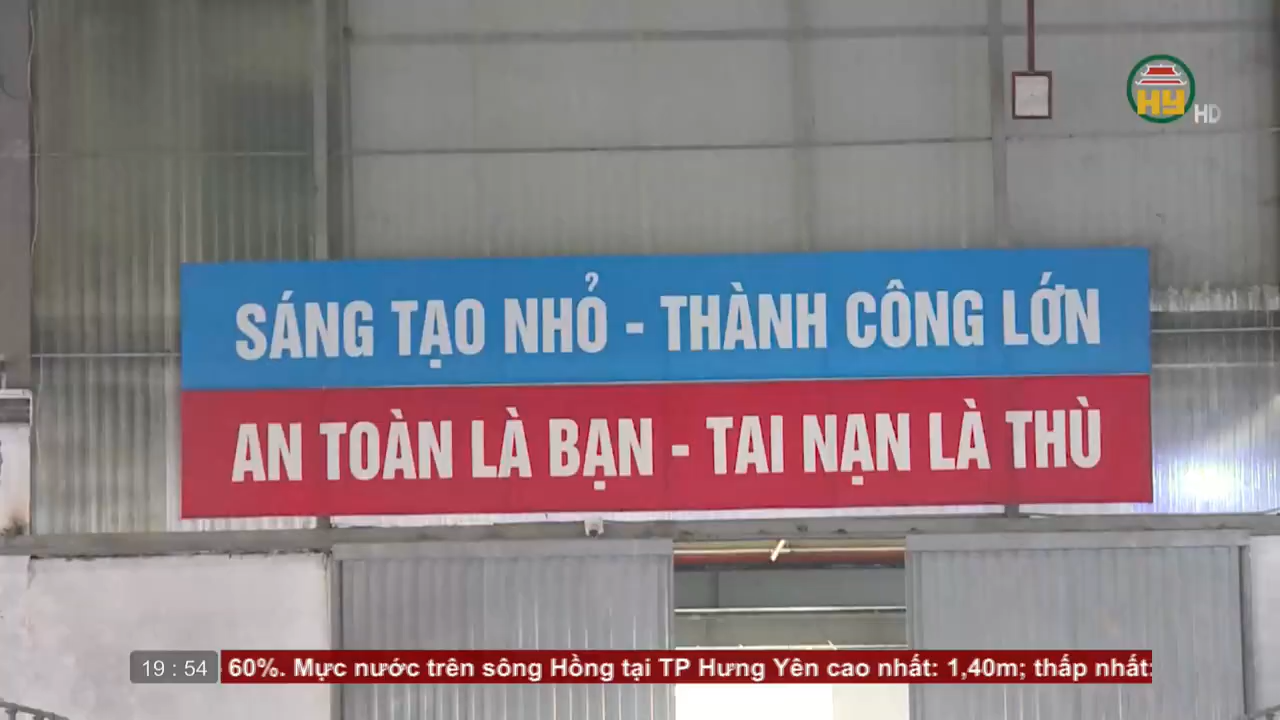 HY HD
SÁNG TẠO NHỎ - THÀNH CÔNG LỚN
AN TOÀN LÀ BẠN - TAI NẠN LÀ THÙ
19 : 54 60%. Mực nước trên sông Hồng tại TP Hưng Yên cao nhất: 1,40m; thấp nhất: